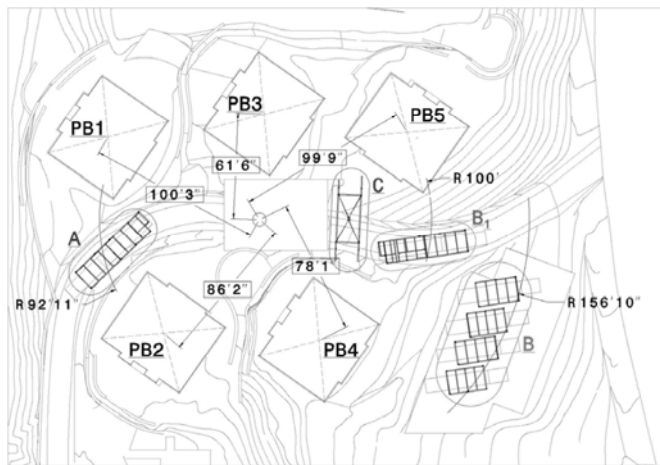 PB3
PB5
PB1
61'6"
99'9"
R100'
C
100'3"
A
B1
78'1"
86'2"
R92'11"
R156'10"
PB2
PB4
B